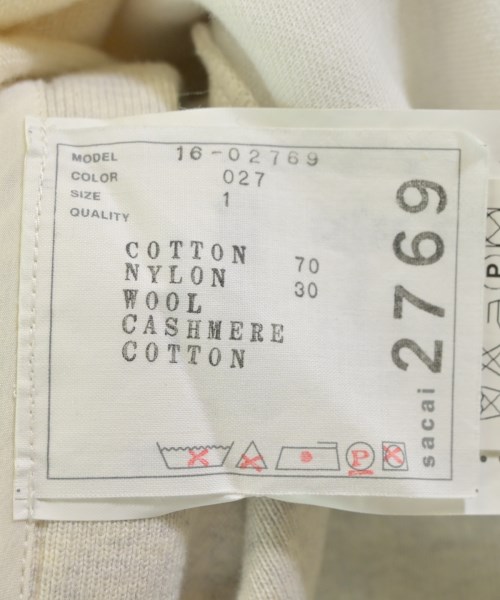 MODEL 16-02769
COLOR 027
SIZE 1
QUALITY
COTTON 70
NYLON 30
WOOL
CASHMERE
COTTON
P
sacai 2769
P